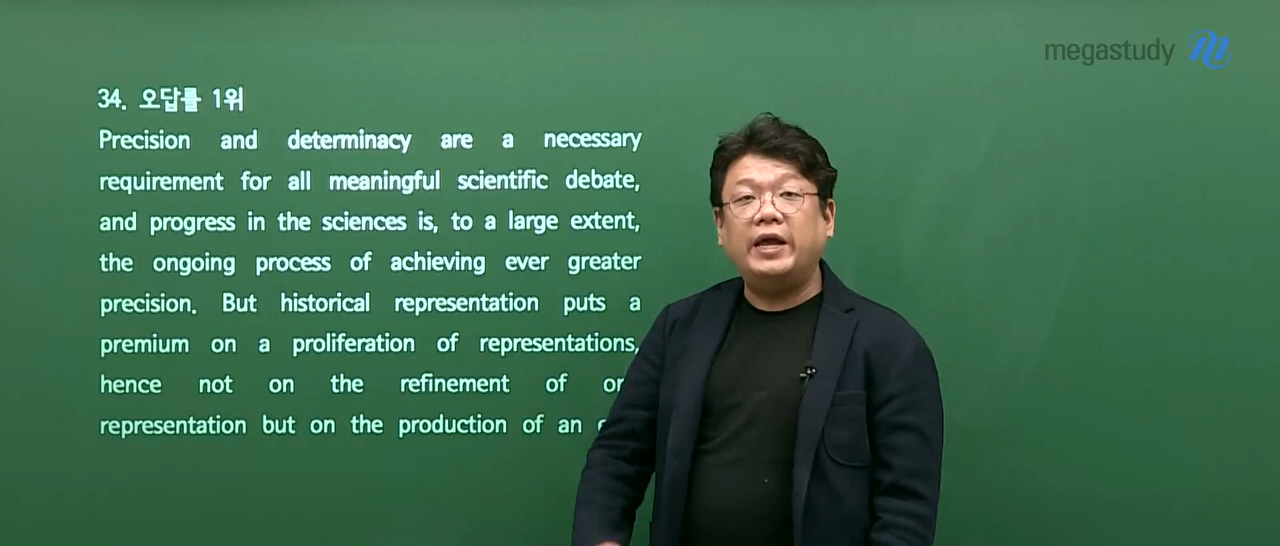 megastudy
34. 오답률 1위
Precision and determinacy are a necessary
requirement for all meaningful scientific debate,
and progress in the sciences is, to a large extent,
the ongoing process of achieving ever greater
precision. But historical representation puts a
premium on a proliferation of representations,
hence not on the refinement of
representation but on the production of an